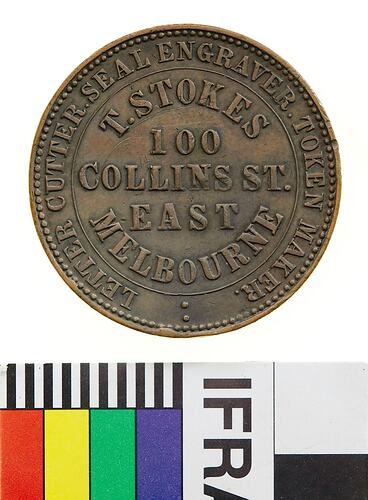 LETTER CUTTER. SEAL ENGRAVER. TOKEN MAKER.
T. STOKES
100
COLLINS ST.
EAST
MELBOURNE
IFRA